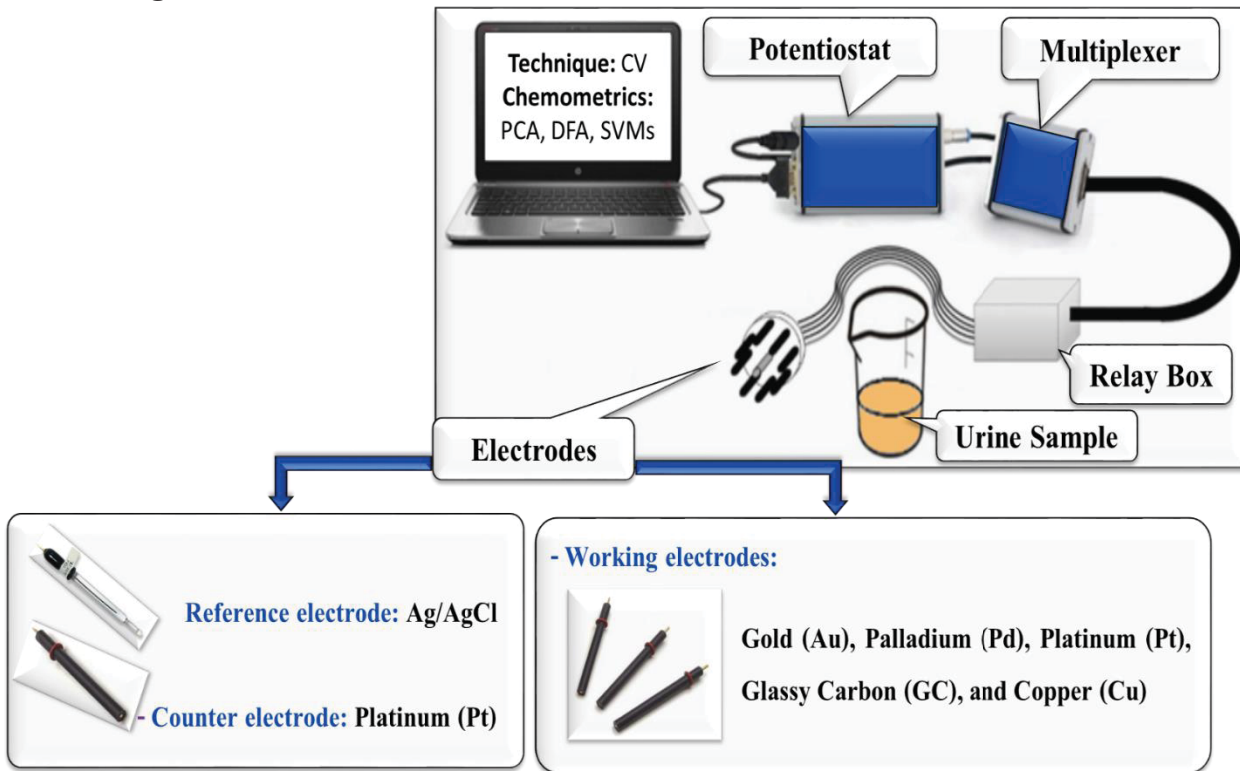 Technique: CV
Chemometrics:
PCA, DFA, SVMs
Potentiostat
Multiplexer
Relay Box
Urine Sample
Electrodes
Reference electrode: Ag/AgCl
- Counter electrode: Platinum (Pt)
- Working electrodes:
Gold (Au), Palladium (Pd), Platinum (Pt),
Glassy Carbon (GC), and Copper (Cu)